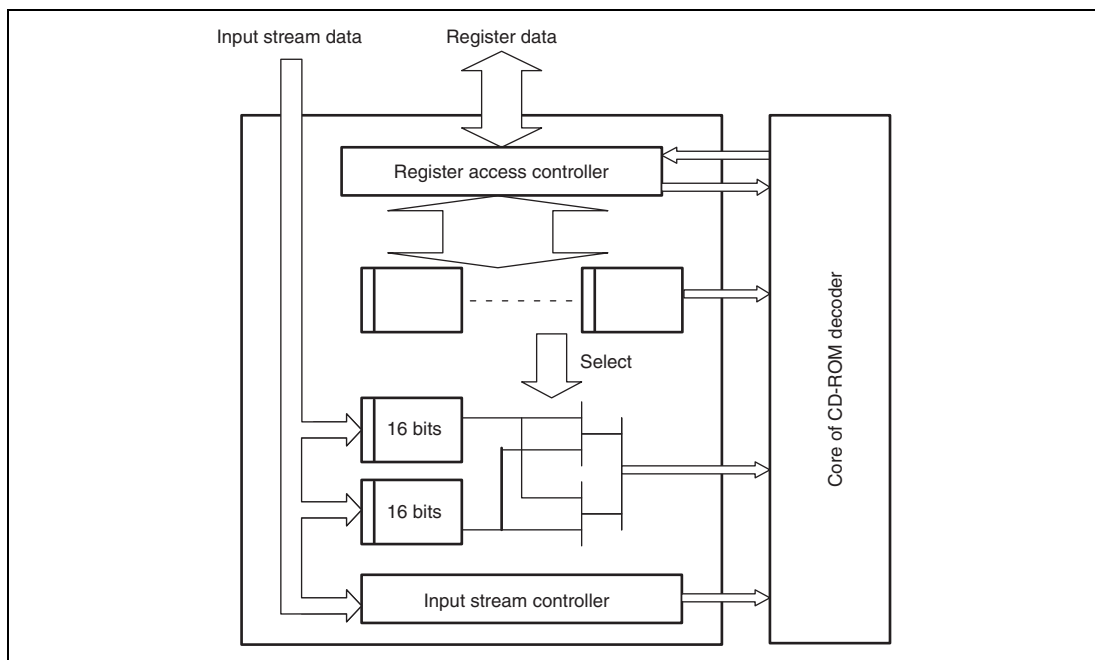 Input stream data
Register data
Register access controller
Select
16 bits
16 bits
Input stream controller
Core of CD-ROM decoder